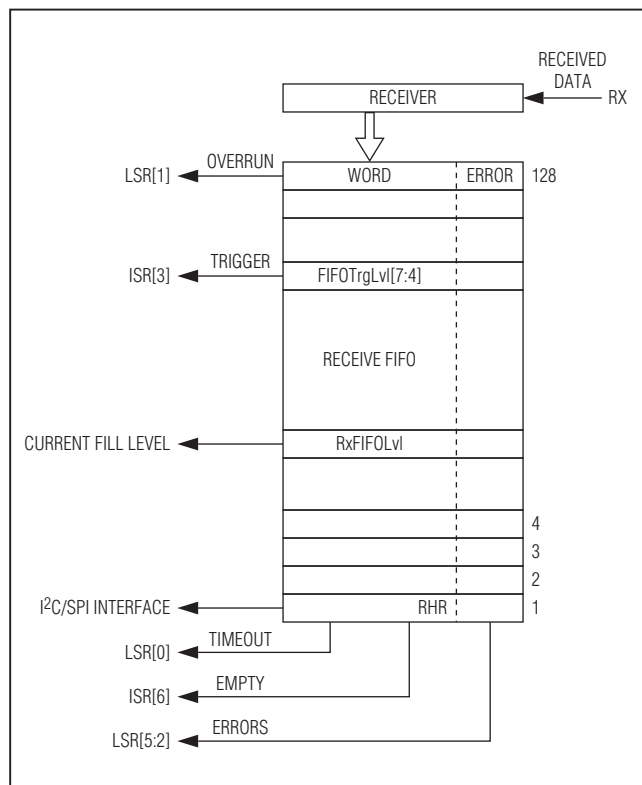 RECEIVED
DATA
RECEIVER
RX
OVERRUN
LSR[1]
WORD
ERROR
128
TRIGGER
ISR[3]
FIFOTrgLvl[7:4]
RECEIVE FIFO
CURRENT FILL LEVEL
RxFIFOLvl
4
3
2
I²C/SPI INTERFACE
RHR
1
TIMEOUT
LSR[0]
EMPTY
ISR[6]
ERRORS
LSR[5:2]